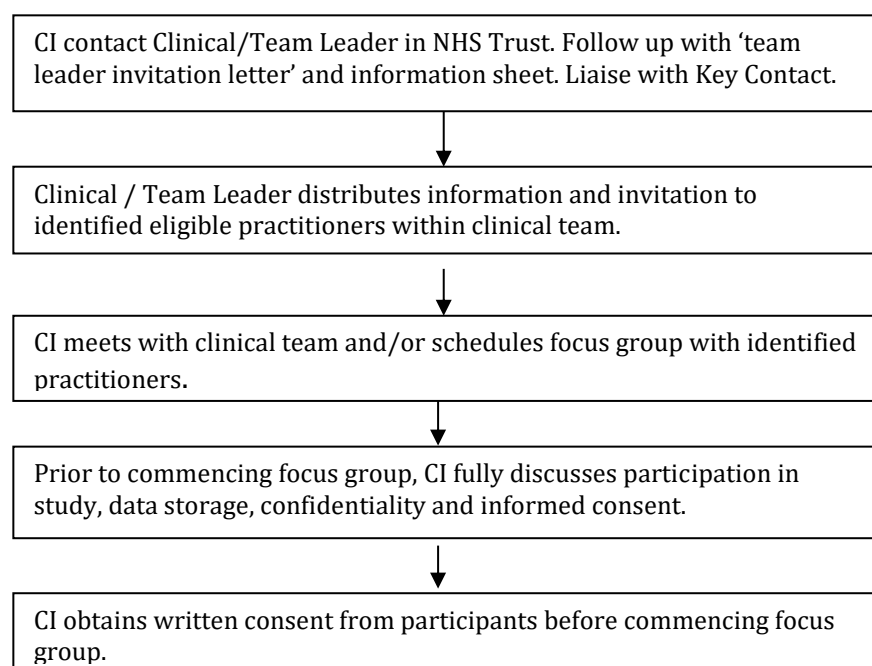 CI contact Clinical/Team Leader in NHS Trust. Follow up with ‘team
leader invitation letter’ and information sheet. Liaise with Key Contact.
Clinical / Team Leader distributes information and invitation to
identified eligible practitioners within clinical team.
CI meets with clinical team and/or schedules focus group with identified
practitioners.
Prior to commencing focus group, CI fully discusses participation in
study, data storage, confidentiality and informed consent.
CI obtains written consent from participants before commencing focus
group.